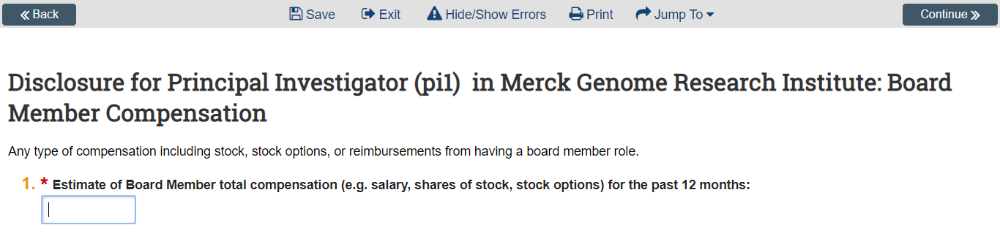 Back Save Exit Hide/Show Errors Print Jump To Continue
Disclosure for Principal Investigator (pi1) in Merck Genome Research Institute: Board
Member Compensation
Any type of compensation including stock, stock options, or reimbursements from having a board member role.
1. * Estimate of Board Member total compensation (e.g. salary, shares of stock, stock options) for the past 12 months: